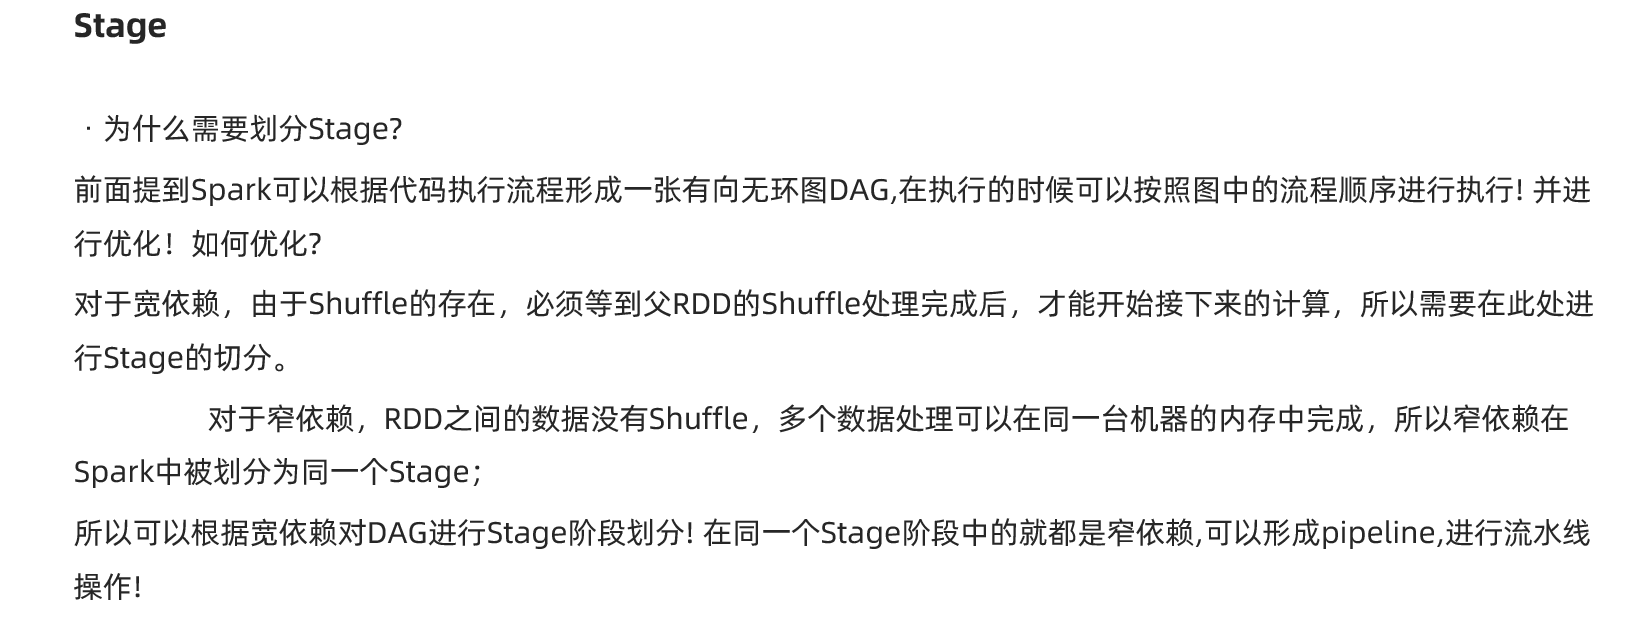 Stage
· 为什么需要划分Stage?
前面提到Spark可以根据代码执行流程形成一张有向无环图DAG,在执行的时候可以按照图中的流程顺序进行执行! 并进
行优化！如何优化?
对于宽依赖，由于Shuffle的存在，必须等到父RDD的Shuffle处理完成后，才能开始接下来的计算，所以需要在此处进
行Stage的切分。
对于窄依赖，RDD之间的数据没有Shuffle，多个数据处理可以在同一台机器的内存中完成，所以窄依赖在
Spark中被划分为同一个Stage；
所以可以根据宽依赖对DAG进行Stage阶段划分! 在同一个Stage阶段中的就都是窄依赖,可以形成pipeline,进行流水线
操作!